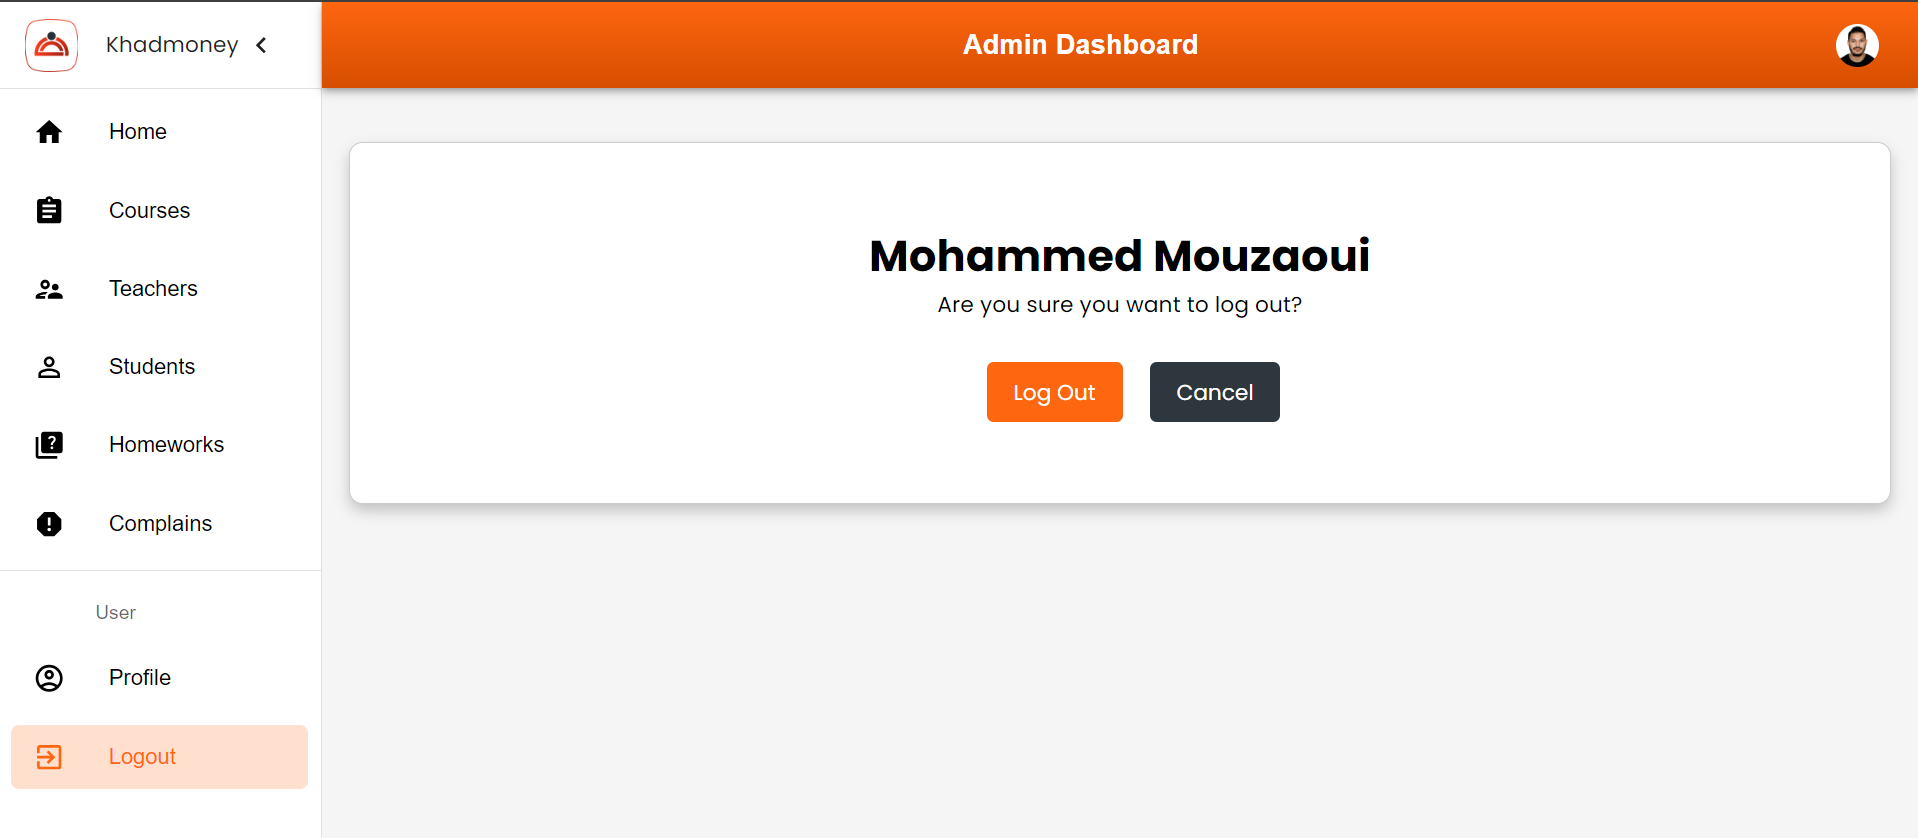 Khadmoney
Admin Dashboard
Home
Courses
Teachers
Students
Homeworks
Complains
User
Profile
Logout
Mohammed Mouzaoui
Are you sure you want to log out?
Log Out
Cancel